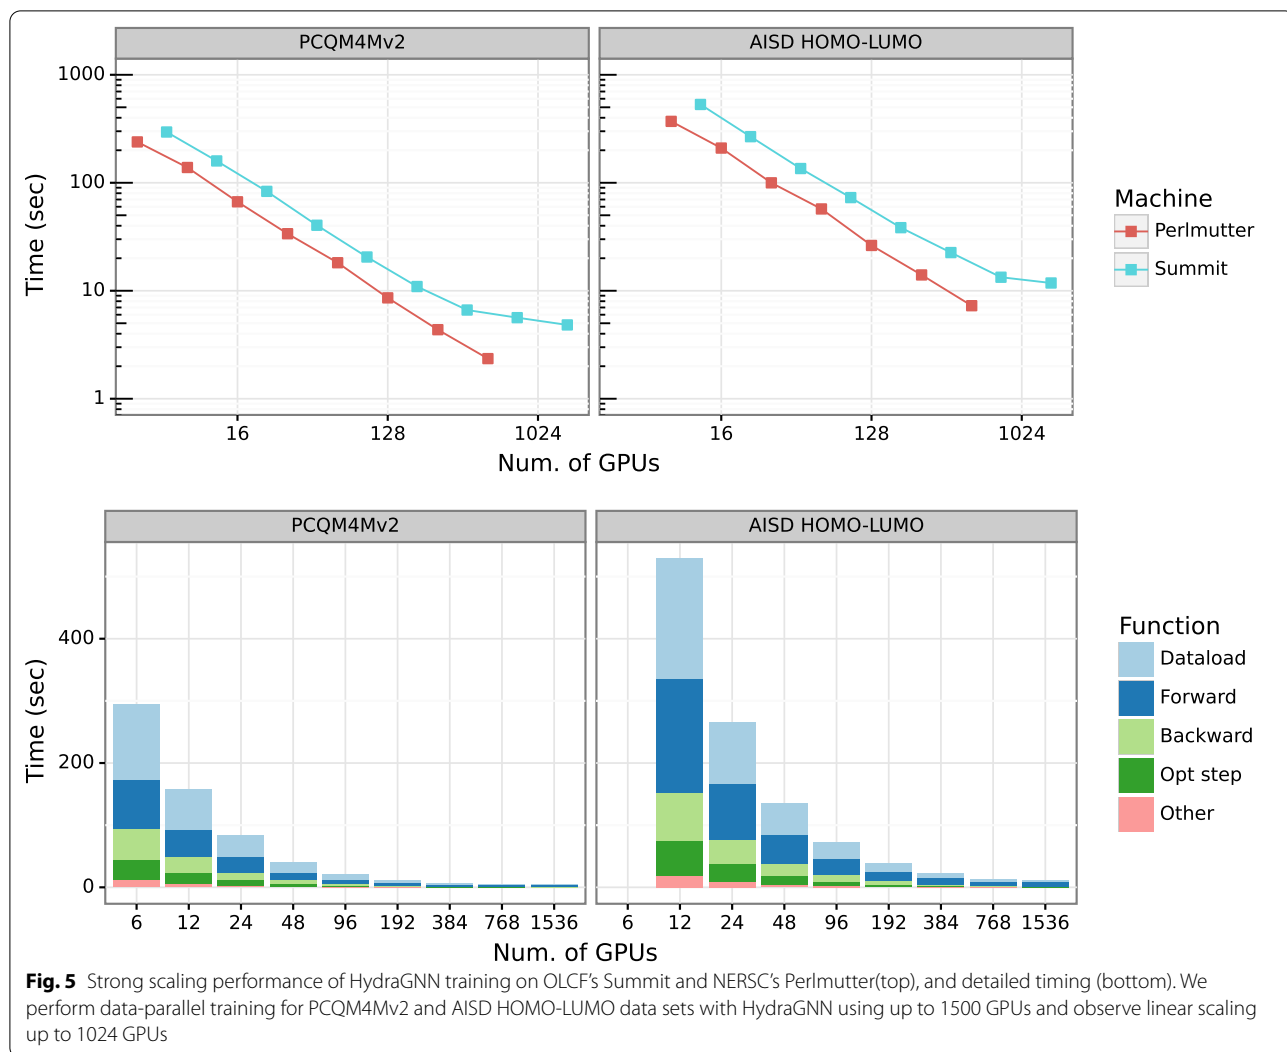 PCQM4Mv2
AISD HOMO-LUMO
1000
100
10
1
Time (sec)
16
128
1024
16
128
1024
Num. of GPUs
Machine
Perlmutter
Summit
PCQM4Mv2
AISD HOMO-LUMO
400
200
0
Time (sec)
6 12 24 48 96 192 384 768 1536
6 12 24 48 96 192 384 768 1536
Num. of GPUs
Function
Dataload
Forward
Backward
Opt step
Other
Fig. 5 Strong scaling performance of HydraGNN training on OLCF's Summit and NERSC's Perlmutter(top), and detailed timing (bottom). We
perform data-parallel training for PCQM4Mv2 and AISD HOMO-LUMO data sets with HydraGNN using up to 1500 GPUs and observe linear scaling
up to 1024 GPUs